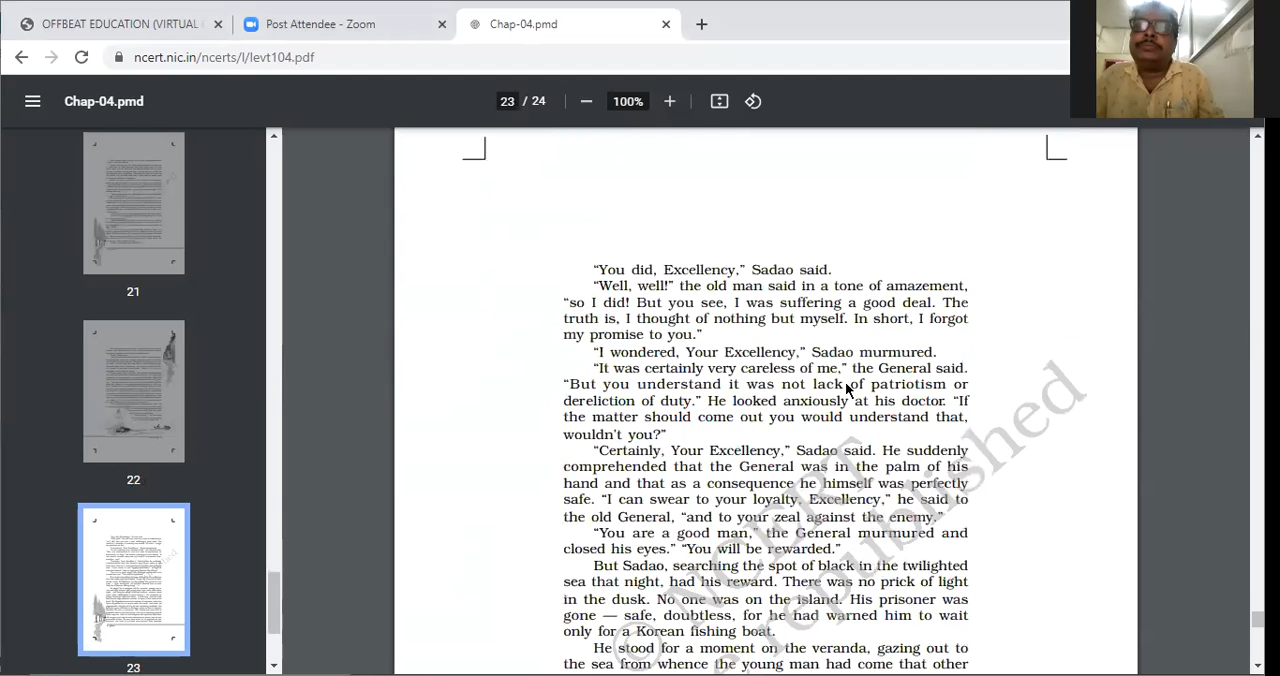 OFFBEAT EDUCATION (VIRTUAL
Post Attendee - Zoom
Chap-04.pmd
ncert.nic.in/ncerts/l/levt104.pdf
Chap-04.pmd
23 / 24
100%
21
22
23
“You did, Excellency,” Sadao said.
“Well, well!” the old man said in a tone of amazement,
“so I did! But you see, I was suffering a good deal. The
truth is, I thought of nothing but myself. In short, I forgot
my promise to you.”
“I wondered, Your Excellency,” Sadao murmured.
“It was certainly very careless of me,” the General said.
“But you understand it was not lack of patriotism or
dereliction of duty.” He looked anxiously at his doctor. “If
the matter should come out you would understand that,
wouldn’t you?”
“Certainly, Your Excellency,” Sadao said. He suddenly
comprehended that the General was in the palm of his
hand and that as a consequence he himself was perfectly
safe. “I can swear to your loyalty, Excellency,” he said to
the old General, “and to your zeal against the enemy.”
“You are a good man,” the General murmured and
closed his eyes.” “You will be rewarded.”
But Sadao, searching the spot of black in the twilighted
sea that night, had his reward. There was no prick of light
in the dusk. No one was on the island. His prisoner was
gone — safe, doubtless, for he had warned him to wait
only for a Korean fishing boat.
He stood for a moment on the veranda, gazing out to
the sea from whence the young man had come that other
© NCERT
republished